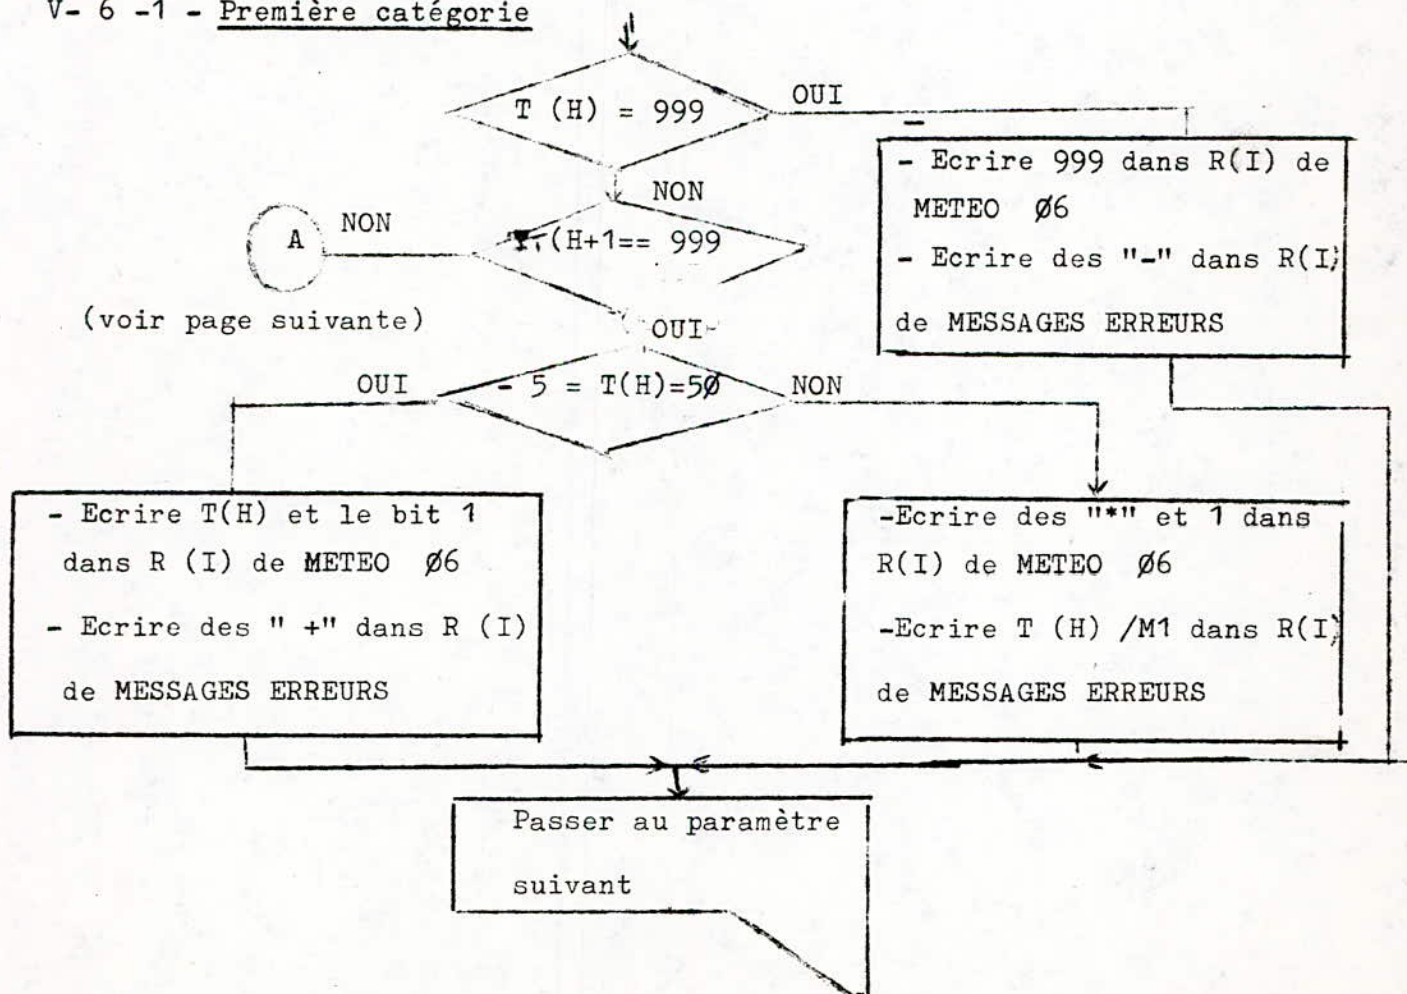 V- 6 -1 - Première catégorie
T (H) = 999
OUI
- Ecrire 999 dans R(I) de
METEO Ø6
- Ecrire des "-" dans R(I)
de MESSAGES ERREURS
NON
NON
A
(H+1== 999
(voir page suivante)
OUI
OUI
- 5 = T(H)=5Ø
NON
- Ecrire T(H) et le bit 1
dans R (I) de METEO Ø6
- Ecrire des " +" dans R (I)
de MESSAGES ERREURS
-Ecrire des "*" et 1 dans
R(I) de METEO Ø6
-Ecrire T (H) /M1 dans R(I)
de MESSAGES ERREURS
Passer au paramètre
suivant